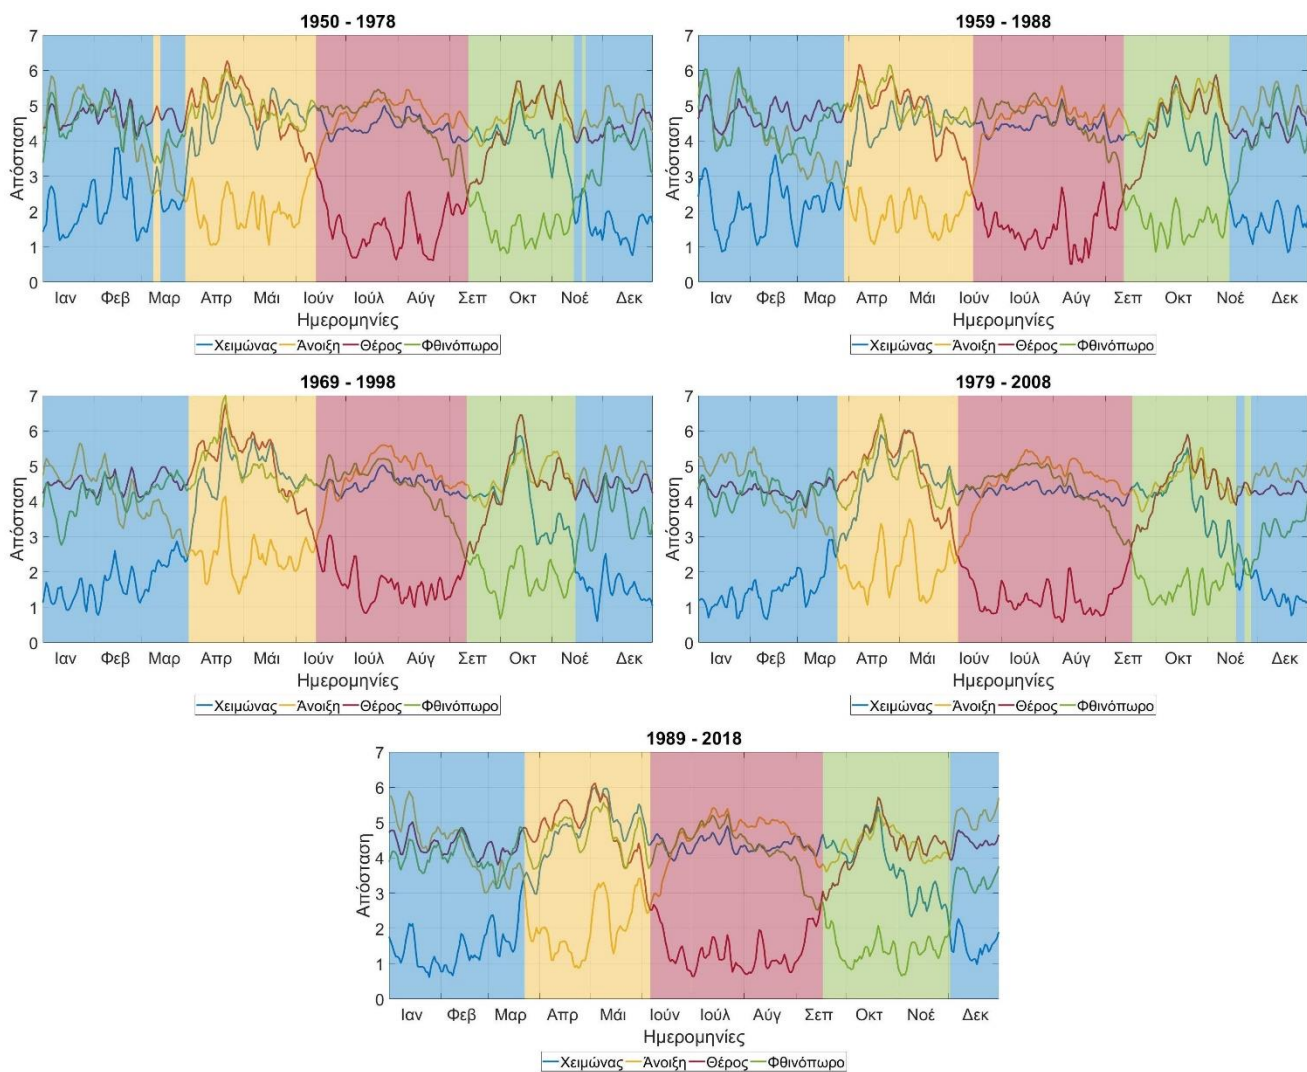 1950 - 1978
Απόσταση
7
6
5
4
3
2
1
0
Ιαν Φεβ Μαρ Απρ Μάι Ιούν Ιούλ Αύγ Σεπ Οκτ Νοέ Δεκ
Ημερομηνίες
Χειμώνας Άνοιξη Θέρος Φθινόπωρο
1959 - 1988
Απόσταση
7
6
5
4
3
2
1
0
Ιαν Φεβ Μαρ Απρ Μάι Ιούν Ιούλ Αύγ Σεπ Οκτ Νοέ Δεκ
Ημερομηνίες
Χειμώνας Άνοιξη Θέρος Φθινόπωρο
1969 - 1998
Απόσταση
7
6
5
4
3
2
1
0
Ιαν Φεβ Μαρ Απρ Μάι Ιούν Ιούλ Αύγ Σεπ Οκτ Νοέ Δεκ
Ημερομηνίες
Χειμώνας Άνοιξη Θέρος Φθινόπωρο
1979 - 2008
Απόσταση
7
6
5
4
3
2
1
0
Ιαν Φεβ Μαρ Απρ Μάι Ιούν Ιούλ Αύγ Σεπ Οκτ Νοέ Δεκ
Ημερομηνίες
Χειμώνας Άνοιξη Θέρος Φθινόπωρο
1989 - 2018
Απόσταση
7
6
5
4
3
2
1
0
Ιαν Φεβ Μαρ Απρ Μάι Ιούν Ιούλ Αύγ Σεπ Οκτ Νοέ Δεκ
Ημερομηνίες
Χειμώνας Άνοιξη Θέρος Φθινόπωρο